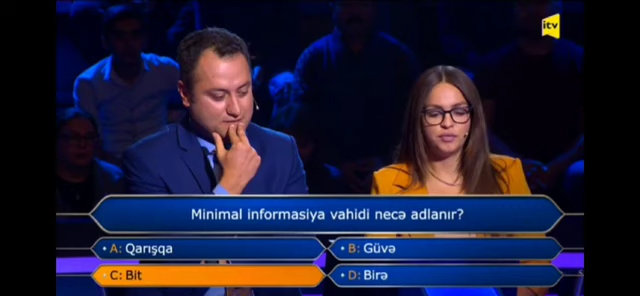 itv
Minimal informasiya vahidi necə adlanır?
A: Qarışqa
B: Güvə
C: Bit
D: Birə